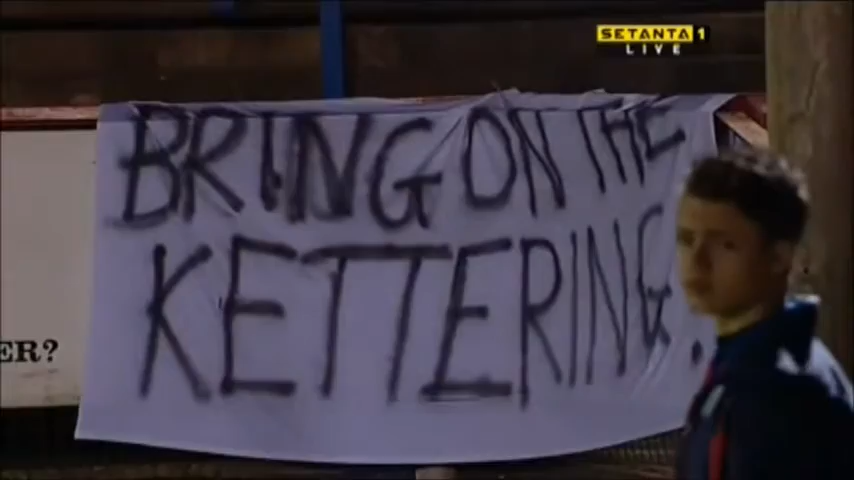 SETANTA 1
LIVE
BRING ON THE
KETTERING.
ER?